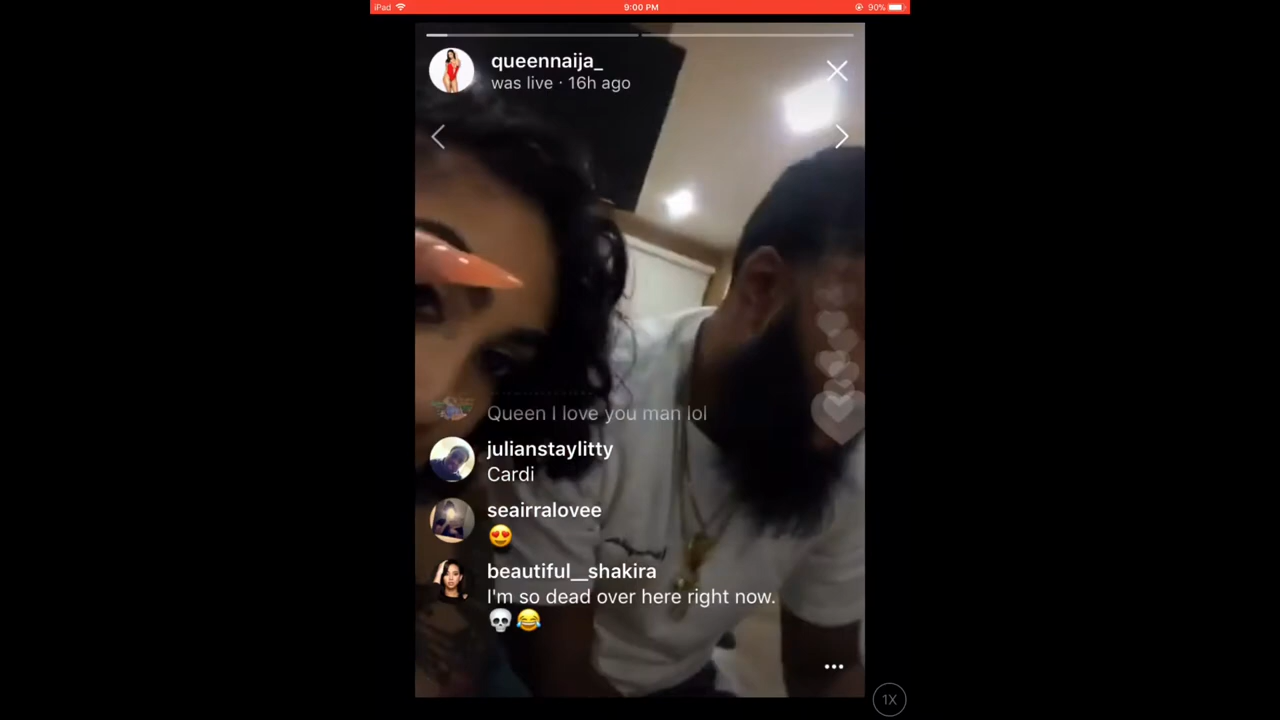 iPad 9:00 PM 90%
queennaija_
was live · 16h ago
Queen I love you man lol
julianstaylitty
Cardi
seairralovee
😍
beautiful__shakira
I'm so dead over here right now.
💀😂
1X